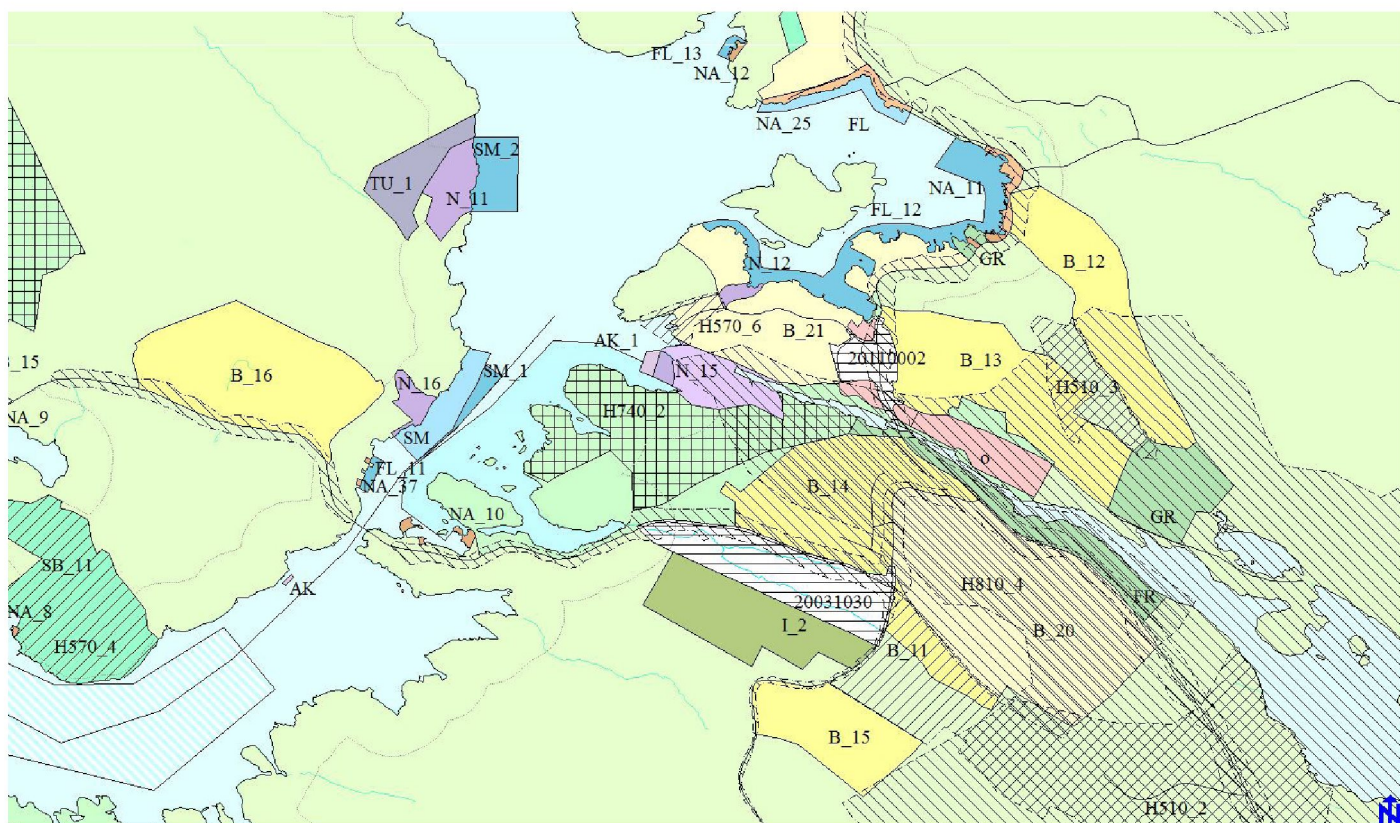 FL_13
NA_12
NA_25
FL
SM_2
TU_1
N_11
NA_11
FL_12
GR
B_12
N_12
H570_6
B_21
AK_1
20110002
B_13
_15
B_16
N_16
SM_1
N_15
H510_3
H740_2
NA_9
SM
FL_11
NA_37
o
B_14
NA_10
GR
SB_11
AK
H810_4
FR
NA_8
20031030
I_2
B_20
H570_4
B_11
B_15
H510_2
N